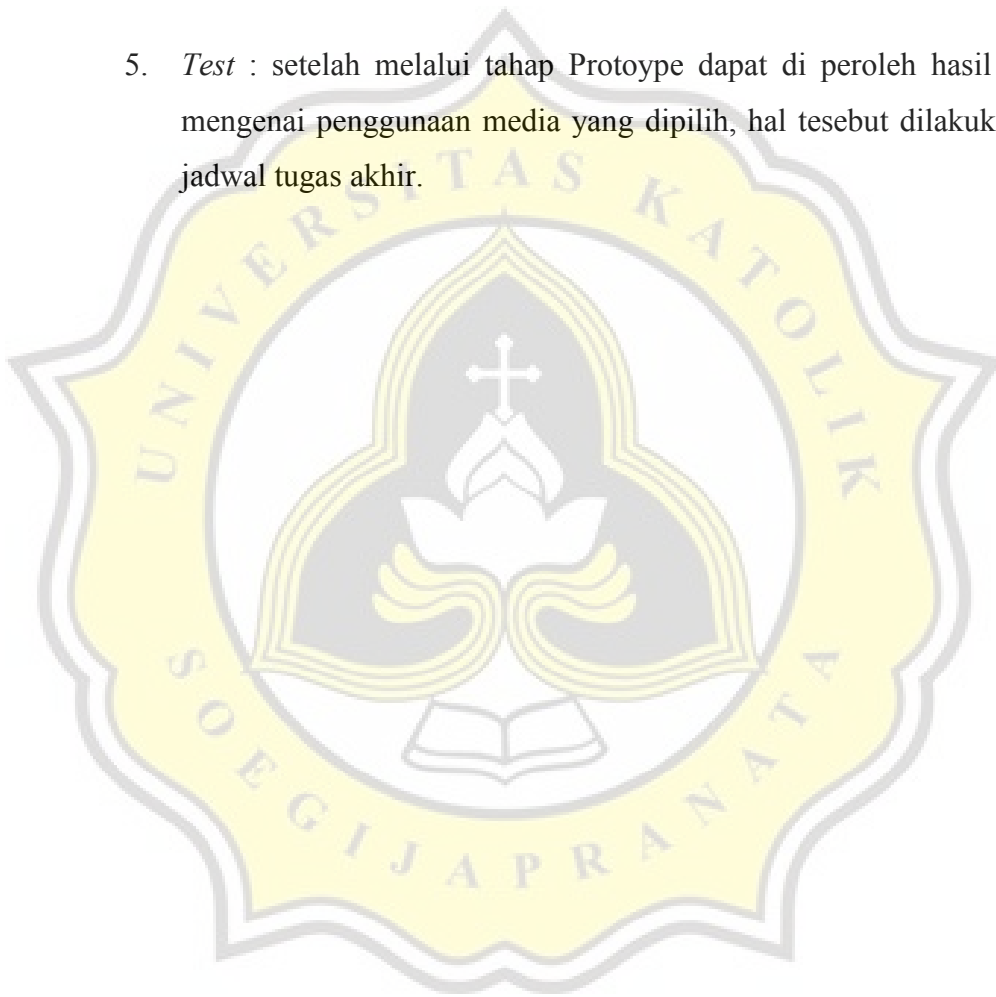 5. Test : setelah melalui tahap Protoype dapat di peroleh hasil
mengenai penggunaan media yang dipilih, hal tesebut dilakuk
jadwal tugas akhir.
UNIVERSITAS KATOLIK
SOEGIJAPRANATA